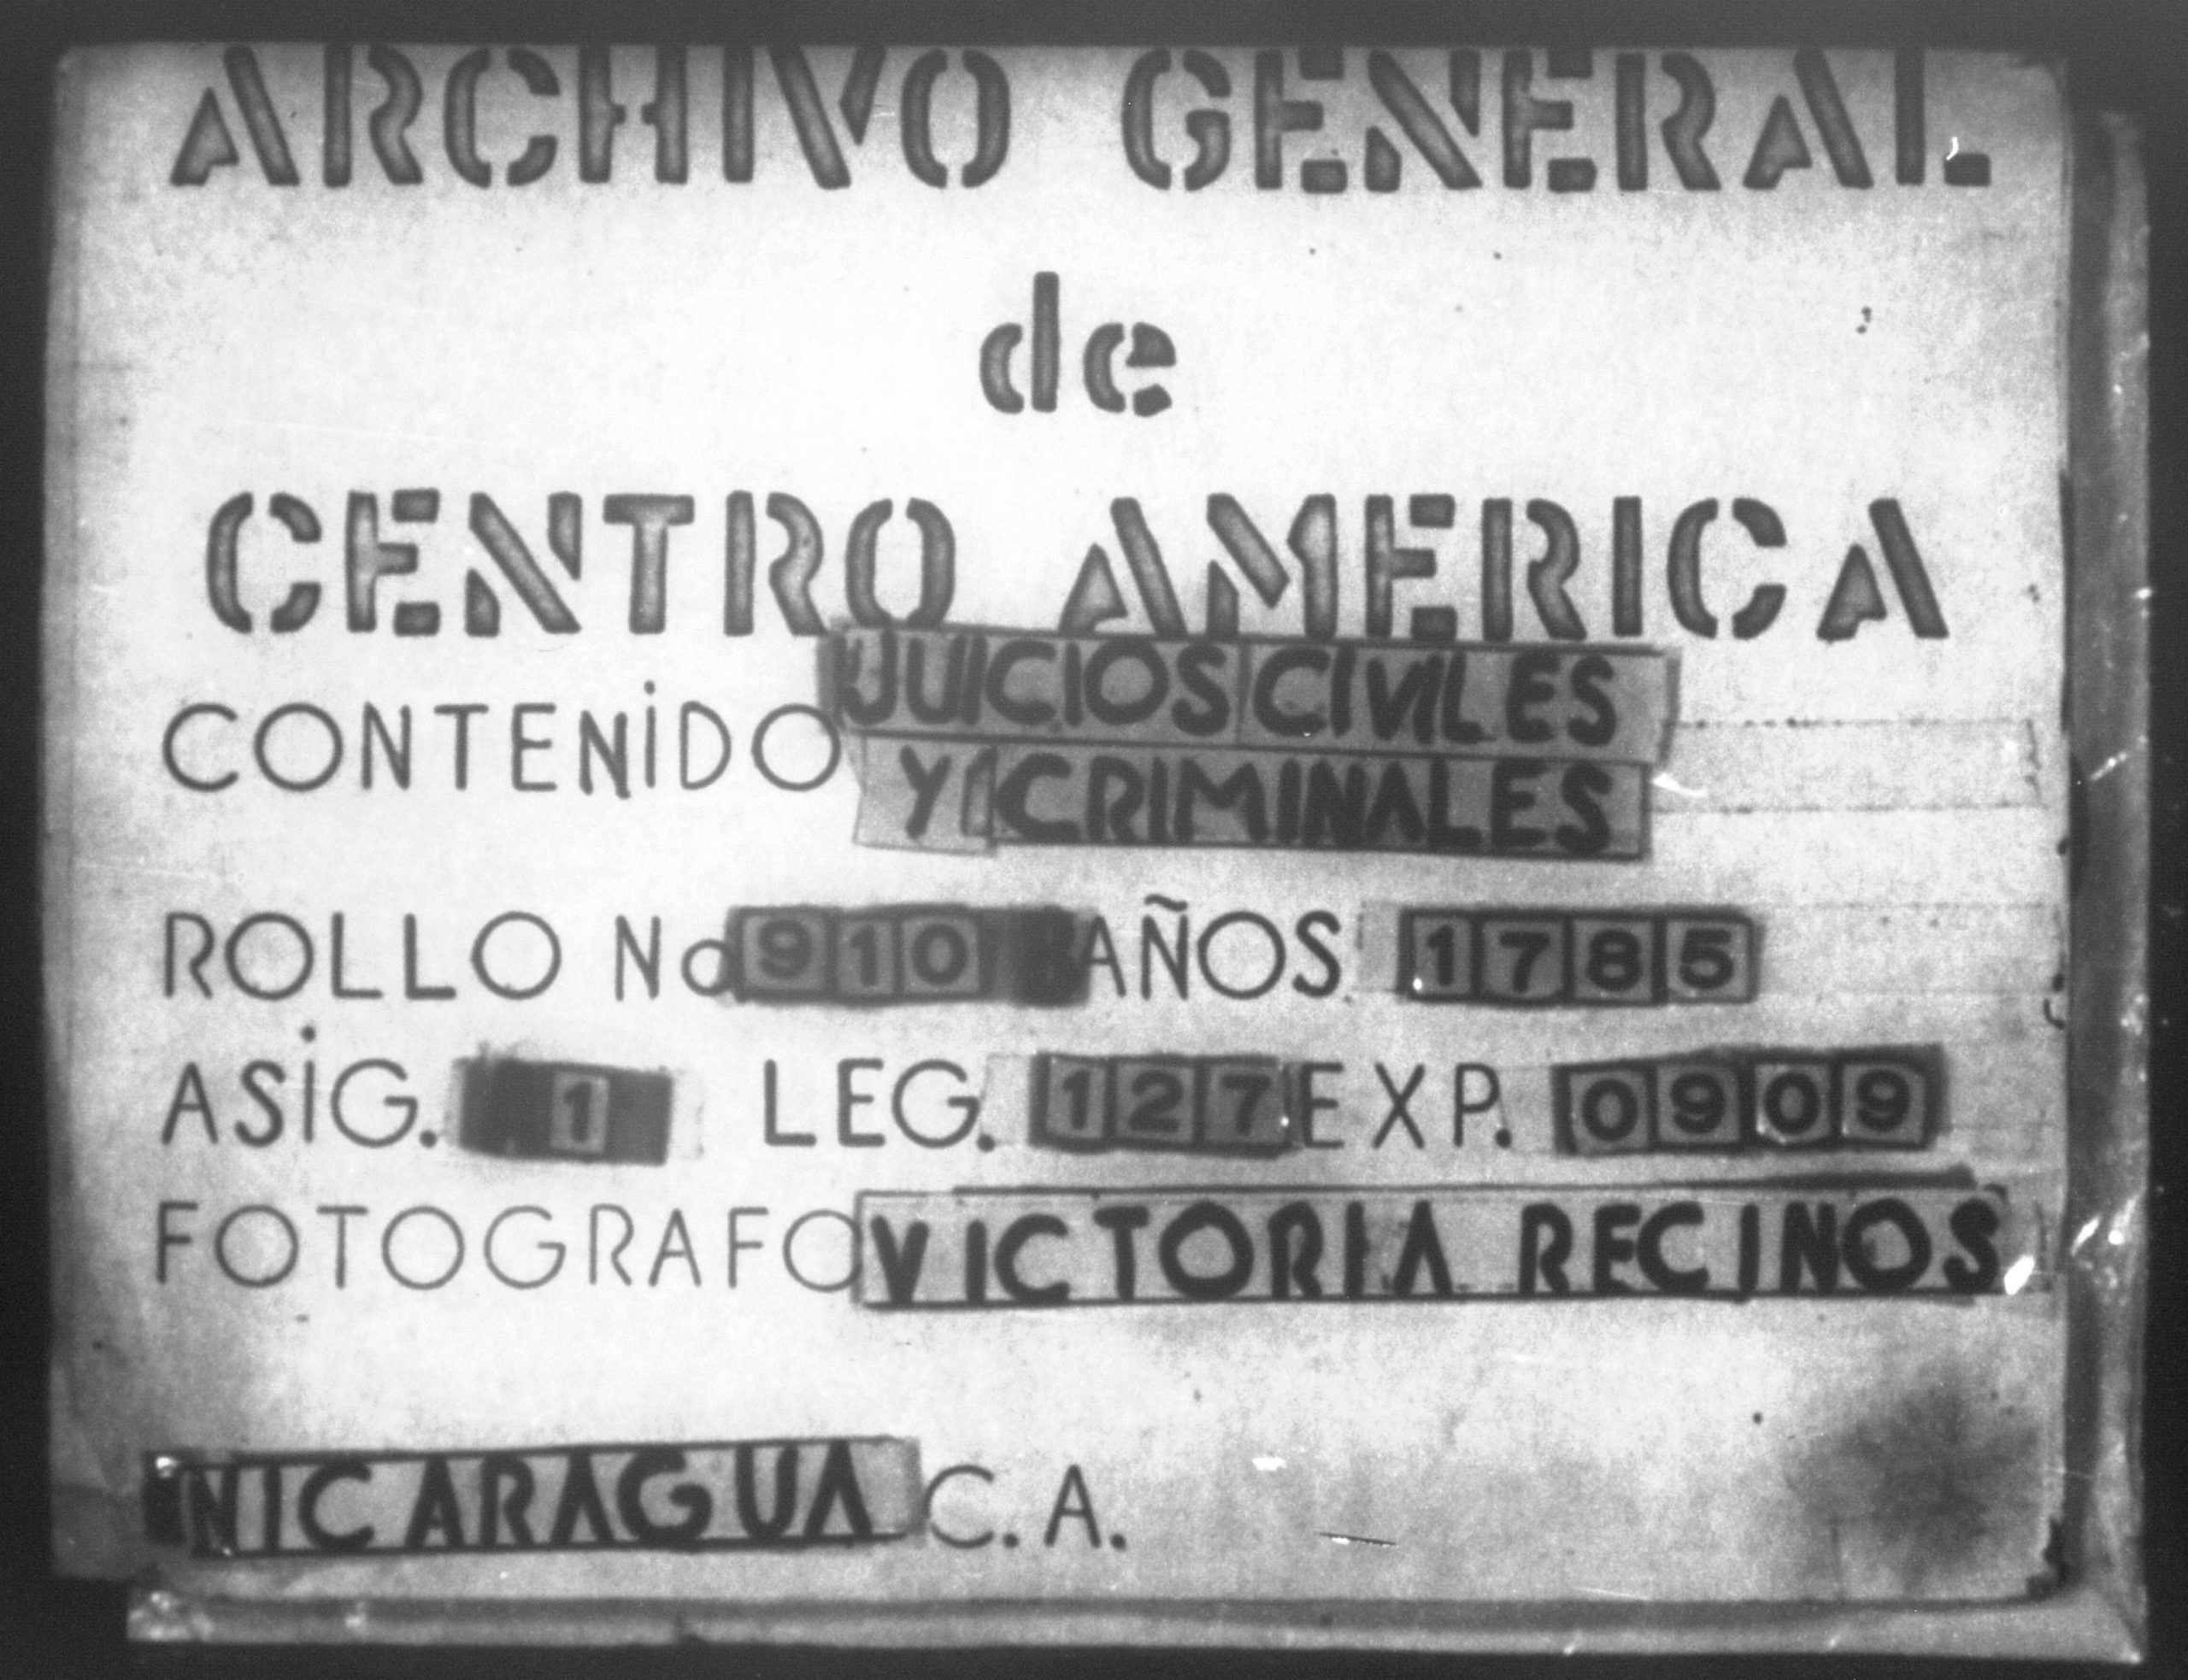 ARCHIVO GENERAL
de
CENTRO AMERICA
CONTENIDO JUICIOS CIVILES
Y CRIMINALES
ROLLO No 910 AÑOS 1785
ASIG. 1 LEG. 127 EXP. 0909
FOTOGRAFO VICTORIA RECINOS
NICARAGUA C. A.